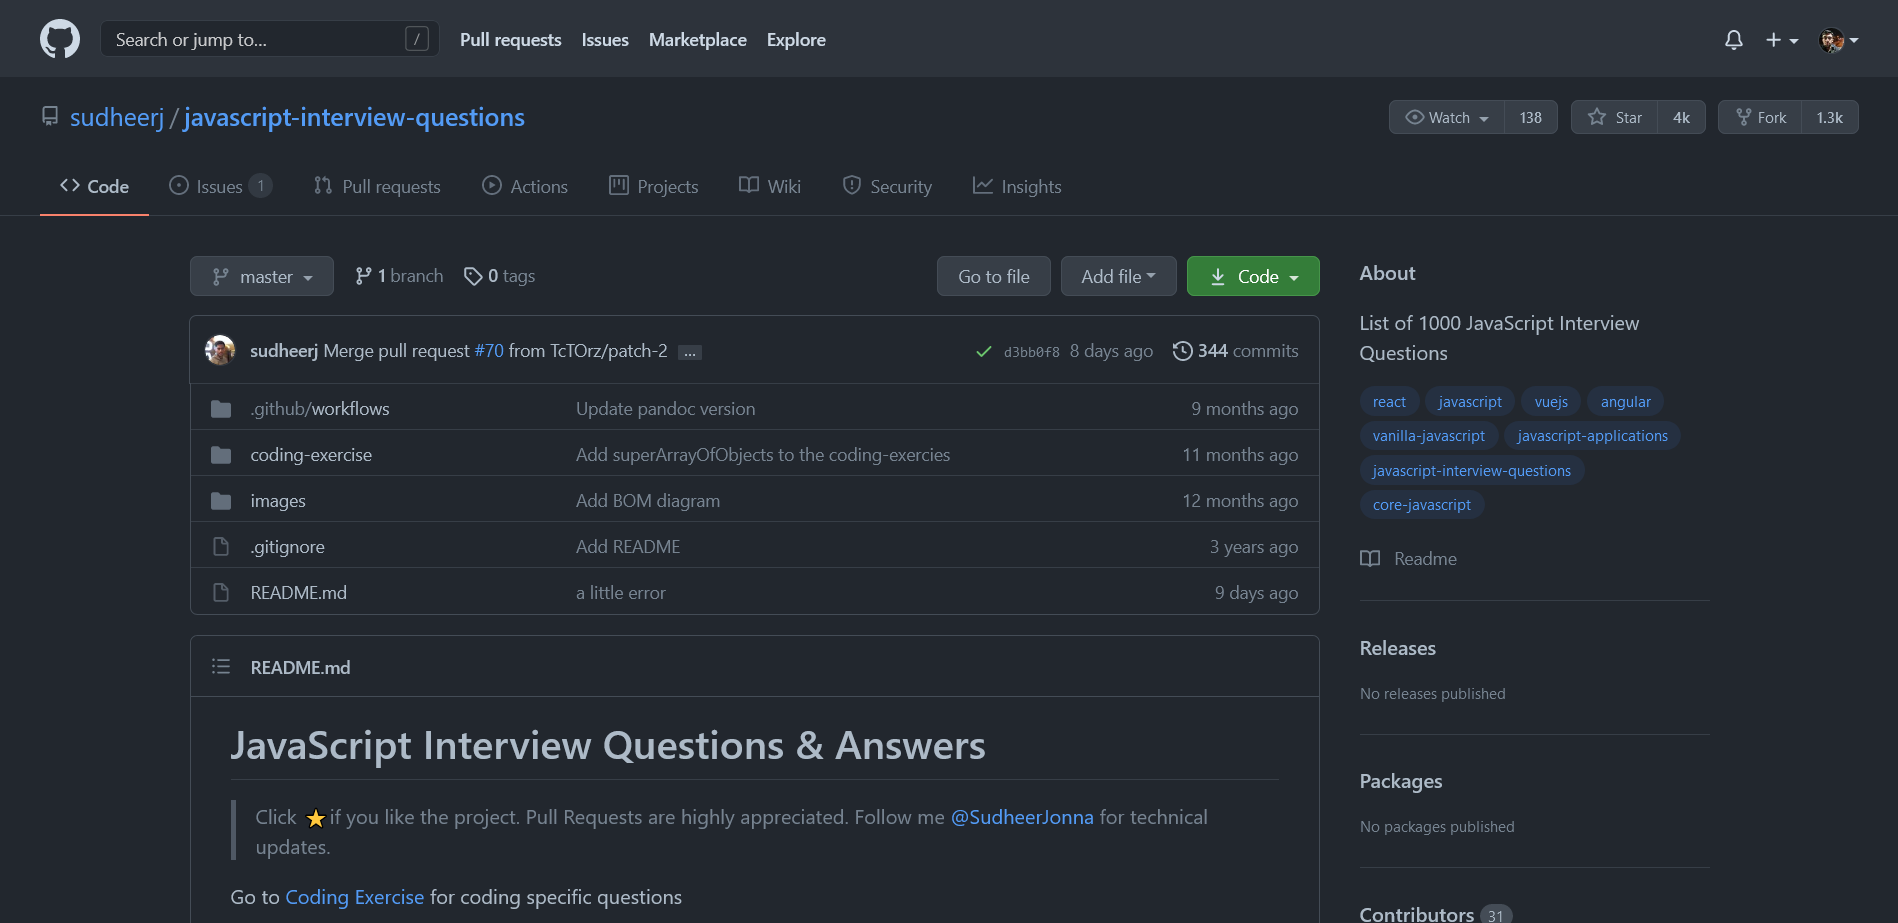 Search or jump to... /
Pull requests Issues Marketplace Explore
sudheerj / javascript-interview-questions
Watch 138 Star 4k Fork 1.3k
Code Issues 1 Pull requests Actions Projects Wiki Security Insights
master 1 branch 0 tags Go to file Add file Code
sudheerj Merge pull request #70 from TcTOrz/patch-2 ... d3bb0f8 8 days ago 344 commits
.github/workflows Update pandoc version 9 months ago
coding-exercise Add superArrayOfObjects to the coding-exercies 11 months ago
images Add BOM diagram 12 months ago
.gitignore Add README 3 years ago
README.md a little error 9 days ago
README.md
JavaScript Interview Questions & Answers
Click ⭐ if you like the project. Pull Requests are highly appreciated. Follow me @SudheerJonna for technical
updates.
Go to Coding Exercise for coding specific questions
About
List of 1000 JavaScript Interview
Questions
react javascript vuejs angular
vanilla-javascript javascript-applications
javascript-interview-questions
core-javascript
Readme
Releases
No releases published
Packages
No packages published
Contributors 31